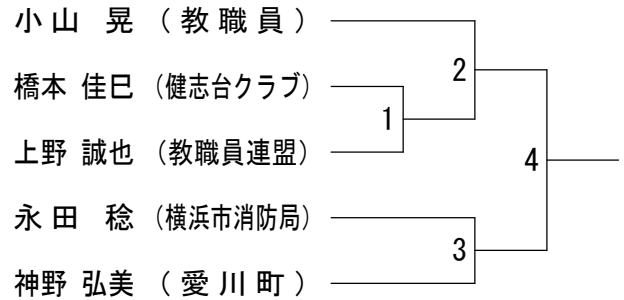 小山 晃 (教職員)
橋本 佳巳 (健志台クラブ)
上野 誠也 (教職員連盟)
永田 稔 (横浜市消防局)
神野 弘美 (愛川町)
1
2
3
4